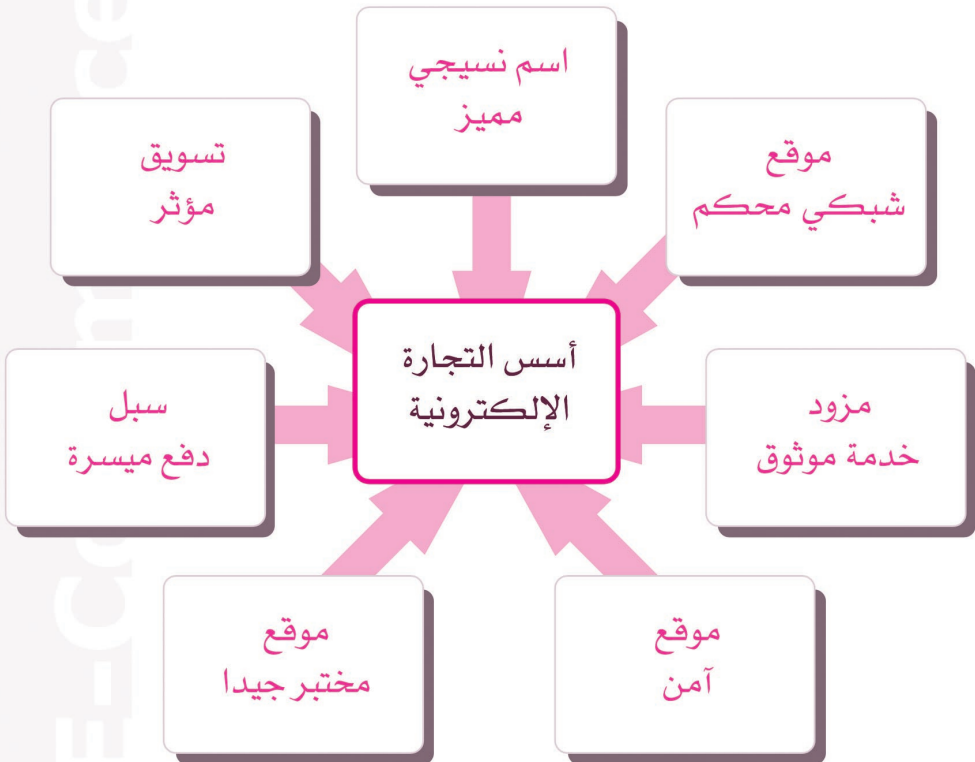 اسم نسيجي
مميز
موقع
شبكي محكم
مزود
خدمة موثوق
موقع
آمن
موقع
مختبر جيدا
سبل
دفع ميسرة
تسويق
مؤثر
أسس التجارة
الإلكترونية
E-Commerce